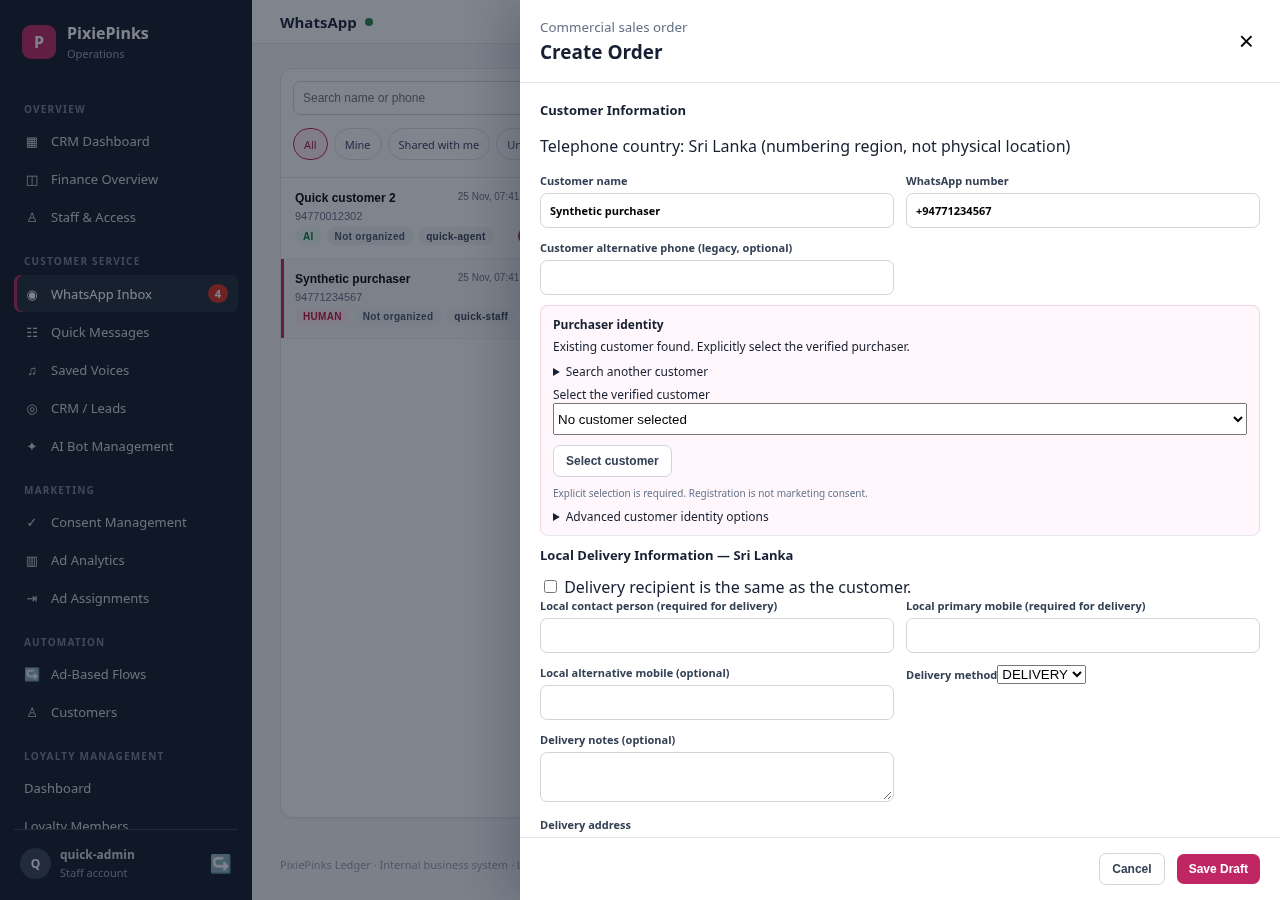 P
PixiePinks
Operations
OVERVIEW
CRM Dashboard
Finance Overview
Staff & Access
CUSTOMER SERVICE
WhatsApp Inbox 4
Quick Messages
Saved Voices
CRM / Leads
AI Bot Management
MARKETING
Consent Management
Ad Analytics
Ad Assignments
AUTOMATION
Ad-Based Flows
Customers
LOYALTY MANAGEMENT
Dashboard
Loyalty Members
Q
quick-admin
Staff account
WhatsApp
Search name or phone
All Mine Shared with me
Quick customer 2 25 Nov, 07:41
94770012302
AI Not organized quick-agent
Synthetic purchaser 25 Nov, 07:41
94771234567
HUMAN Not organized quick-staff
PixiePinks Ledger · Internal business system ·
Commercial sales order
Create Order
Customer Information
Telephone country: Sri Lanka (numbering region, not physical location)
Customer name WhatsApp number
Synthetic purchaser +94771234567
Customer alternative phone (legacy, optional)
Purchaser identity
Existing customer found. Explicitly select the verified purchaser.
Search another customer
Select the verified customer
No customer selected
Select customer
Explicit selection is required. Registration is not marketing consent.
Advanced customer identity options
Local Delivery Information — Sri Lanka
Delivery recipient is the same as the customer.
Local contact person (required for delivery) Local primary mobile (required for delivery)
Local alternative mobile (optional) Delivery method DELIVERY
Delivery notes (optional)
Delivery address
Cancel Save Draft